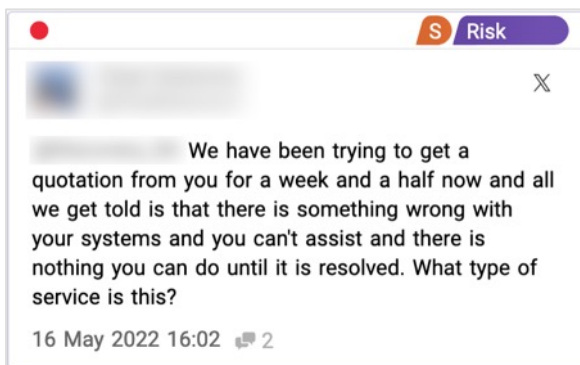 S Risk
𝕏
We have been trying to get a
quotation from you for a week and a half now and all
we get told is that there is something wrong with
your systems and you can't assist and there is
nothing you can do until it is resolved. What type of
service is this?
16 May 2022 16:02 2